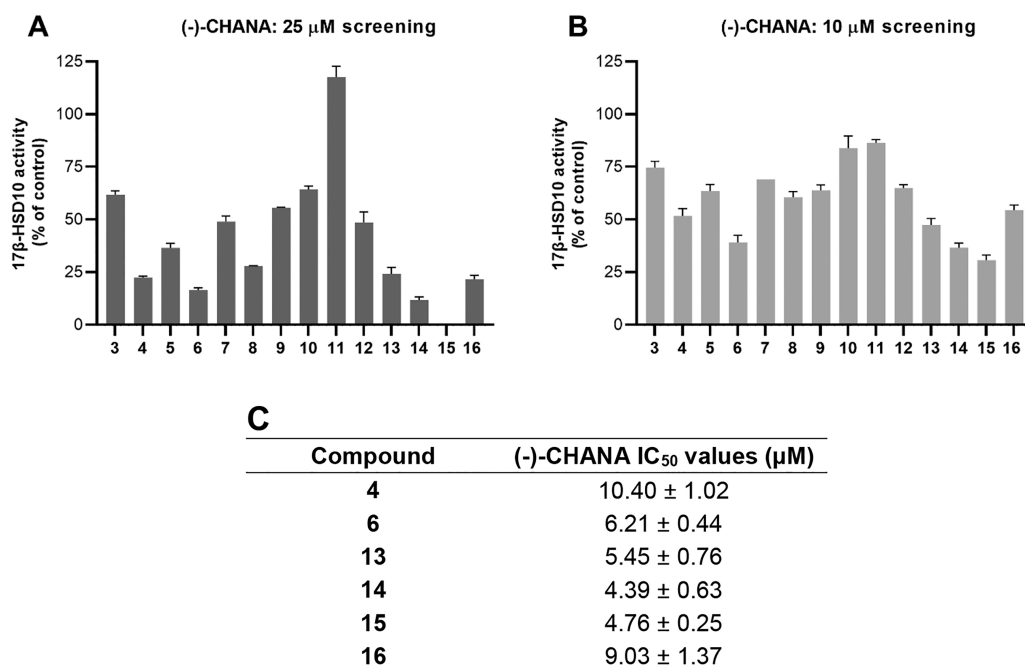 A
(-)-CHANA: 25 μM screening
17β-HSD10 activity
(% of control)
125
100
75
50
25
0
3 4 5 6 7 8 9 10 11 12 13 14 15 16
B
(-)-CHANA: 10 μM screening
17β-HSD10 activity
(% of control)
125
100
75
50
25
0
3 4 5 6 7 8 9 10 11 12 13 14 15 16
C
Compound (-)-CHANA IC₅₀ values (μM)
4 10.40 ± 1.02
6 6.21 ± 0.44
13 5.45 ± 0.76
14 4.39 ± 0.63
15 4.76 ± 0.25
16 9.03 ± 1.37